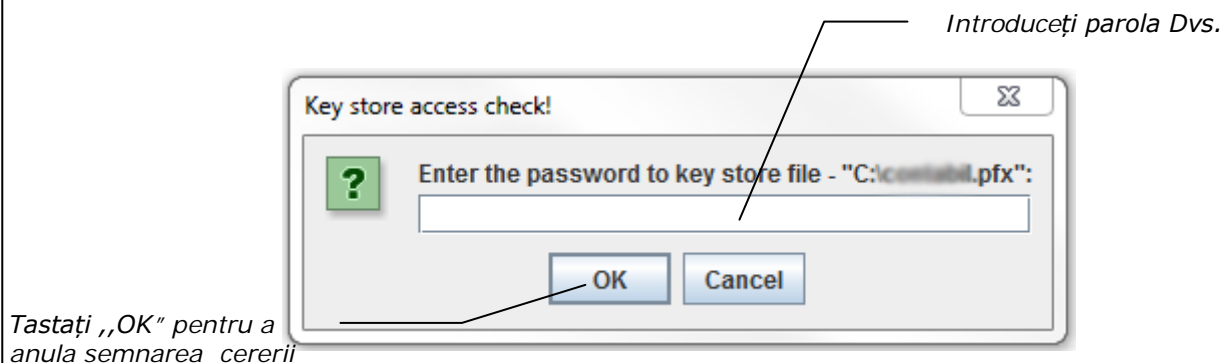 Introduceți parola Dvs.
Key store access check!
Enter the password to key store file - "C:\.pfx":
OK Cancel
Tastați ,,OK" pentru a
anula semnarea cererii